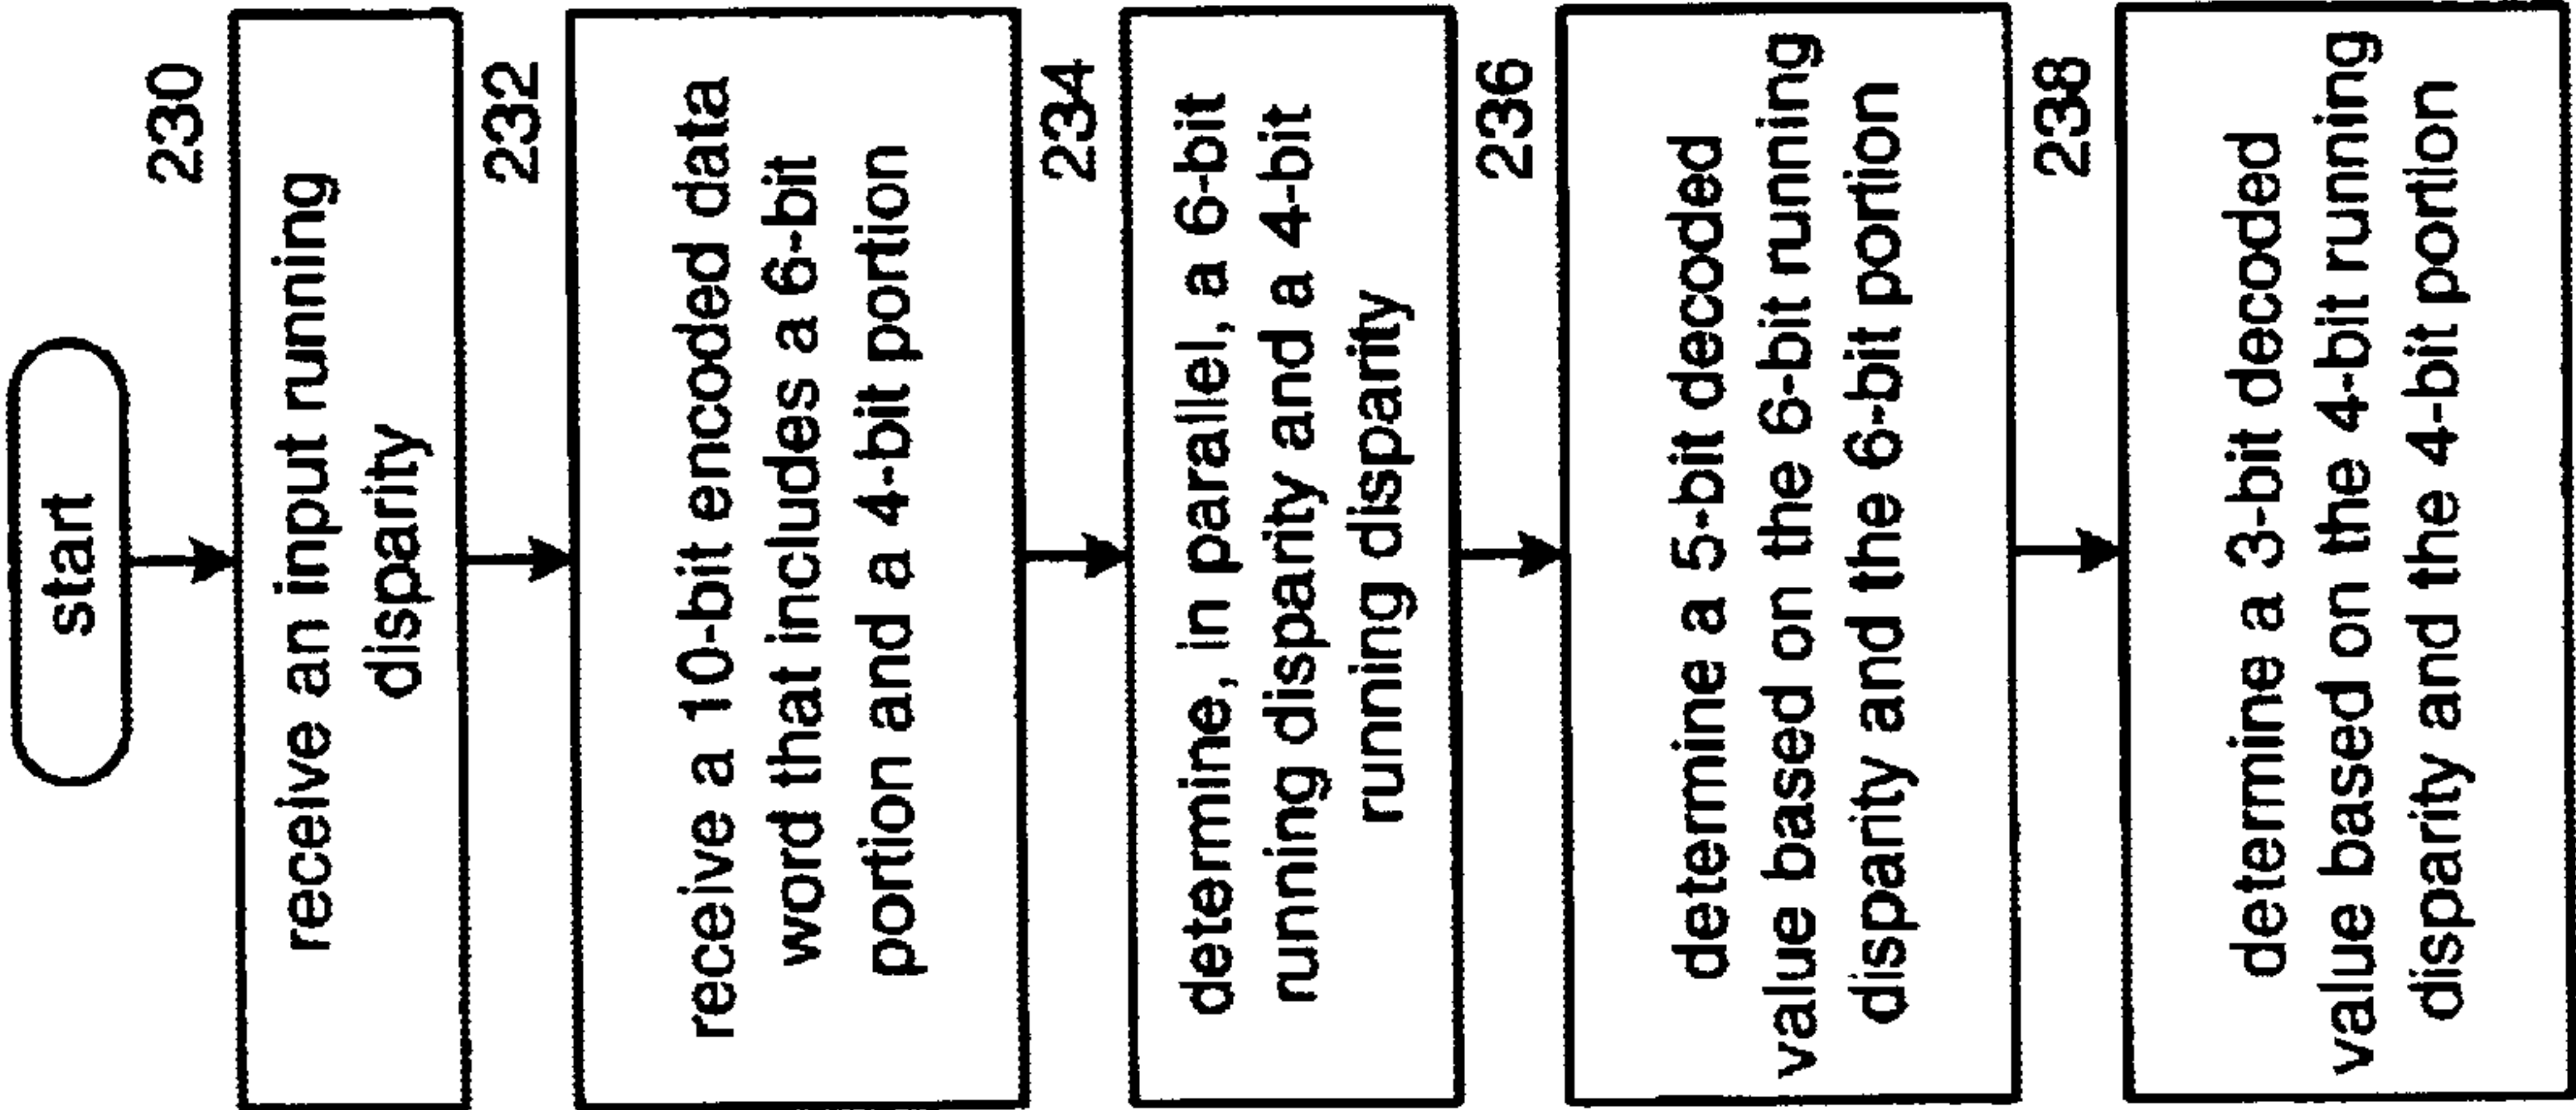 start
230
receive an input running
disparity
232
receive a 10-bit encoded data
word that includes a 6-bit
portion and a 4-bit portion
234
determine, in parallel, a 6-bit
running disparity and a 4-bit
running disparity
236
determine a 5-bit decoded
value based on the 6-bit running
disparity and the 6-bit portion
238
determine a 3-bit decoded
value based on the 4-bit running
disparity and the 4-bit portion